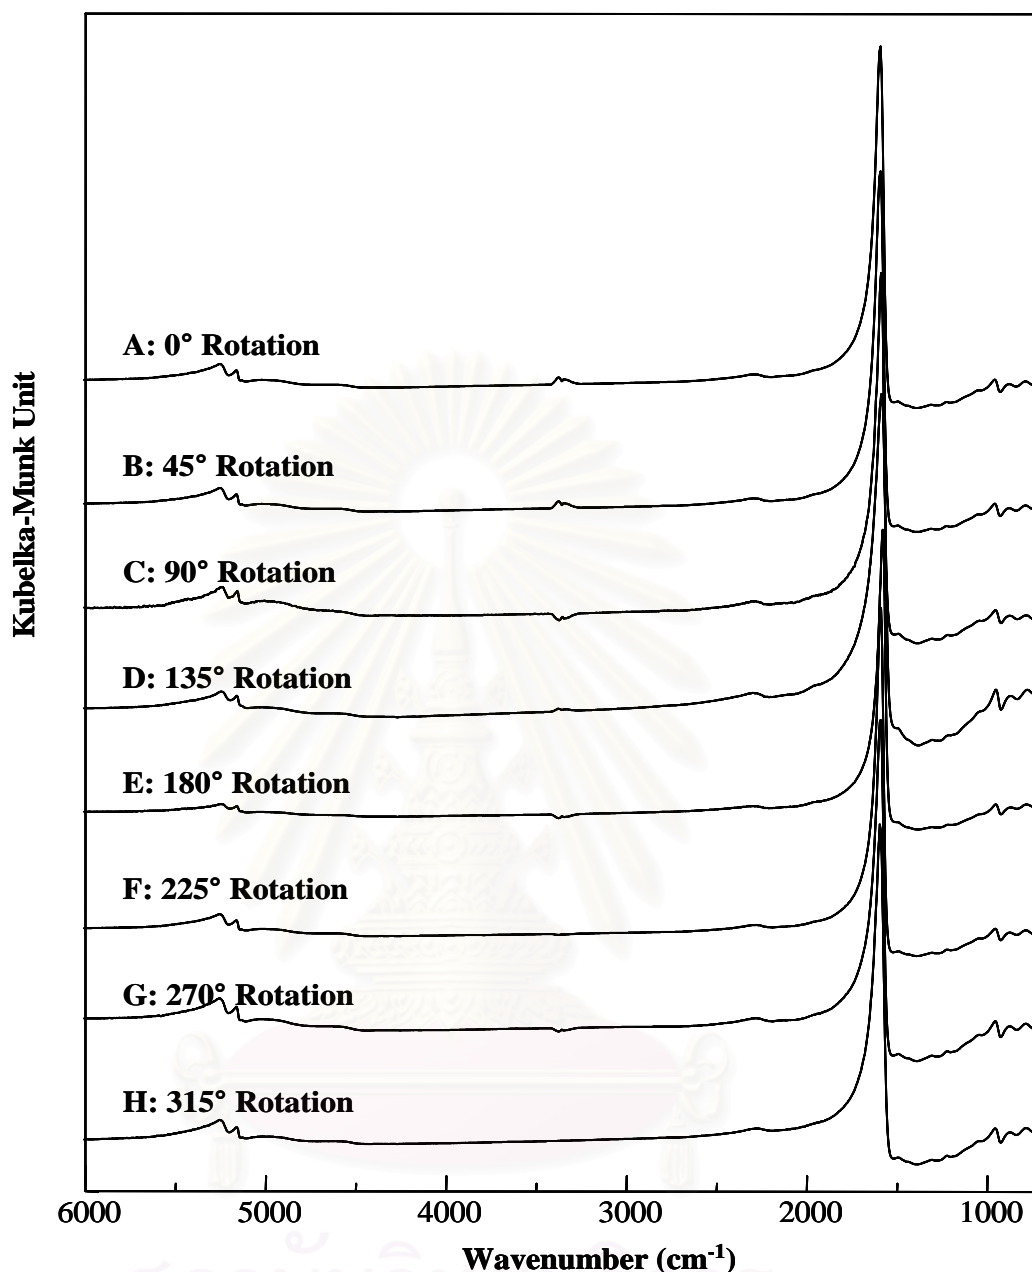 A: 0° Rotation
B: 45° Rotation
C: 90° Rotation
D: 135° Rotation
E: 180° Rotation
F: 225° Rotation
G: 270° Rotation
H: 315° Rotation
Kubelka-Munk Unit
6000 5000 4000 3000 2000 1000
Wavenumber (cm⁻¹)